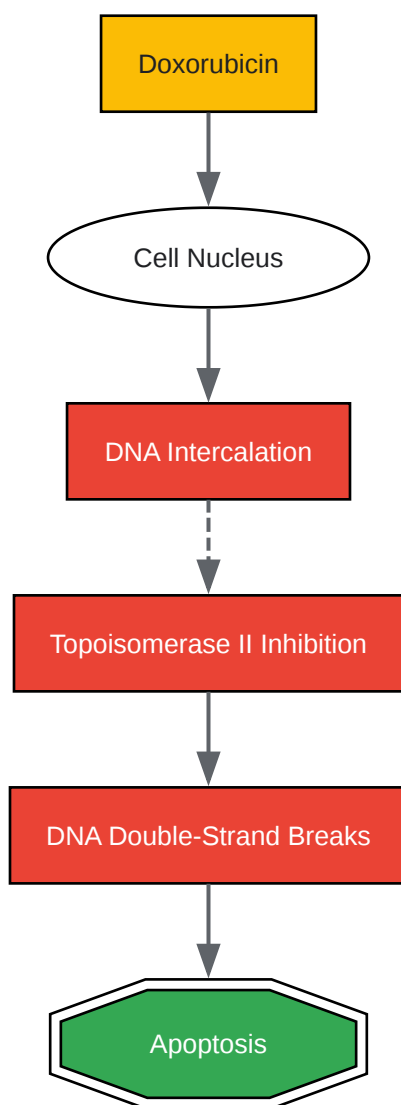 Doxorubicin
Cell Nucleus
DNA Intercalation
Topoisomerase II Inhibition
DNA Double-Strand Breaks
Apoptosis